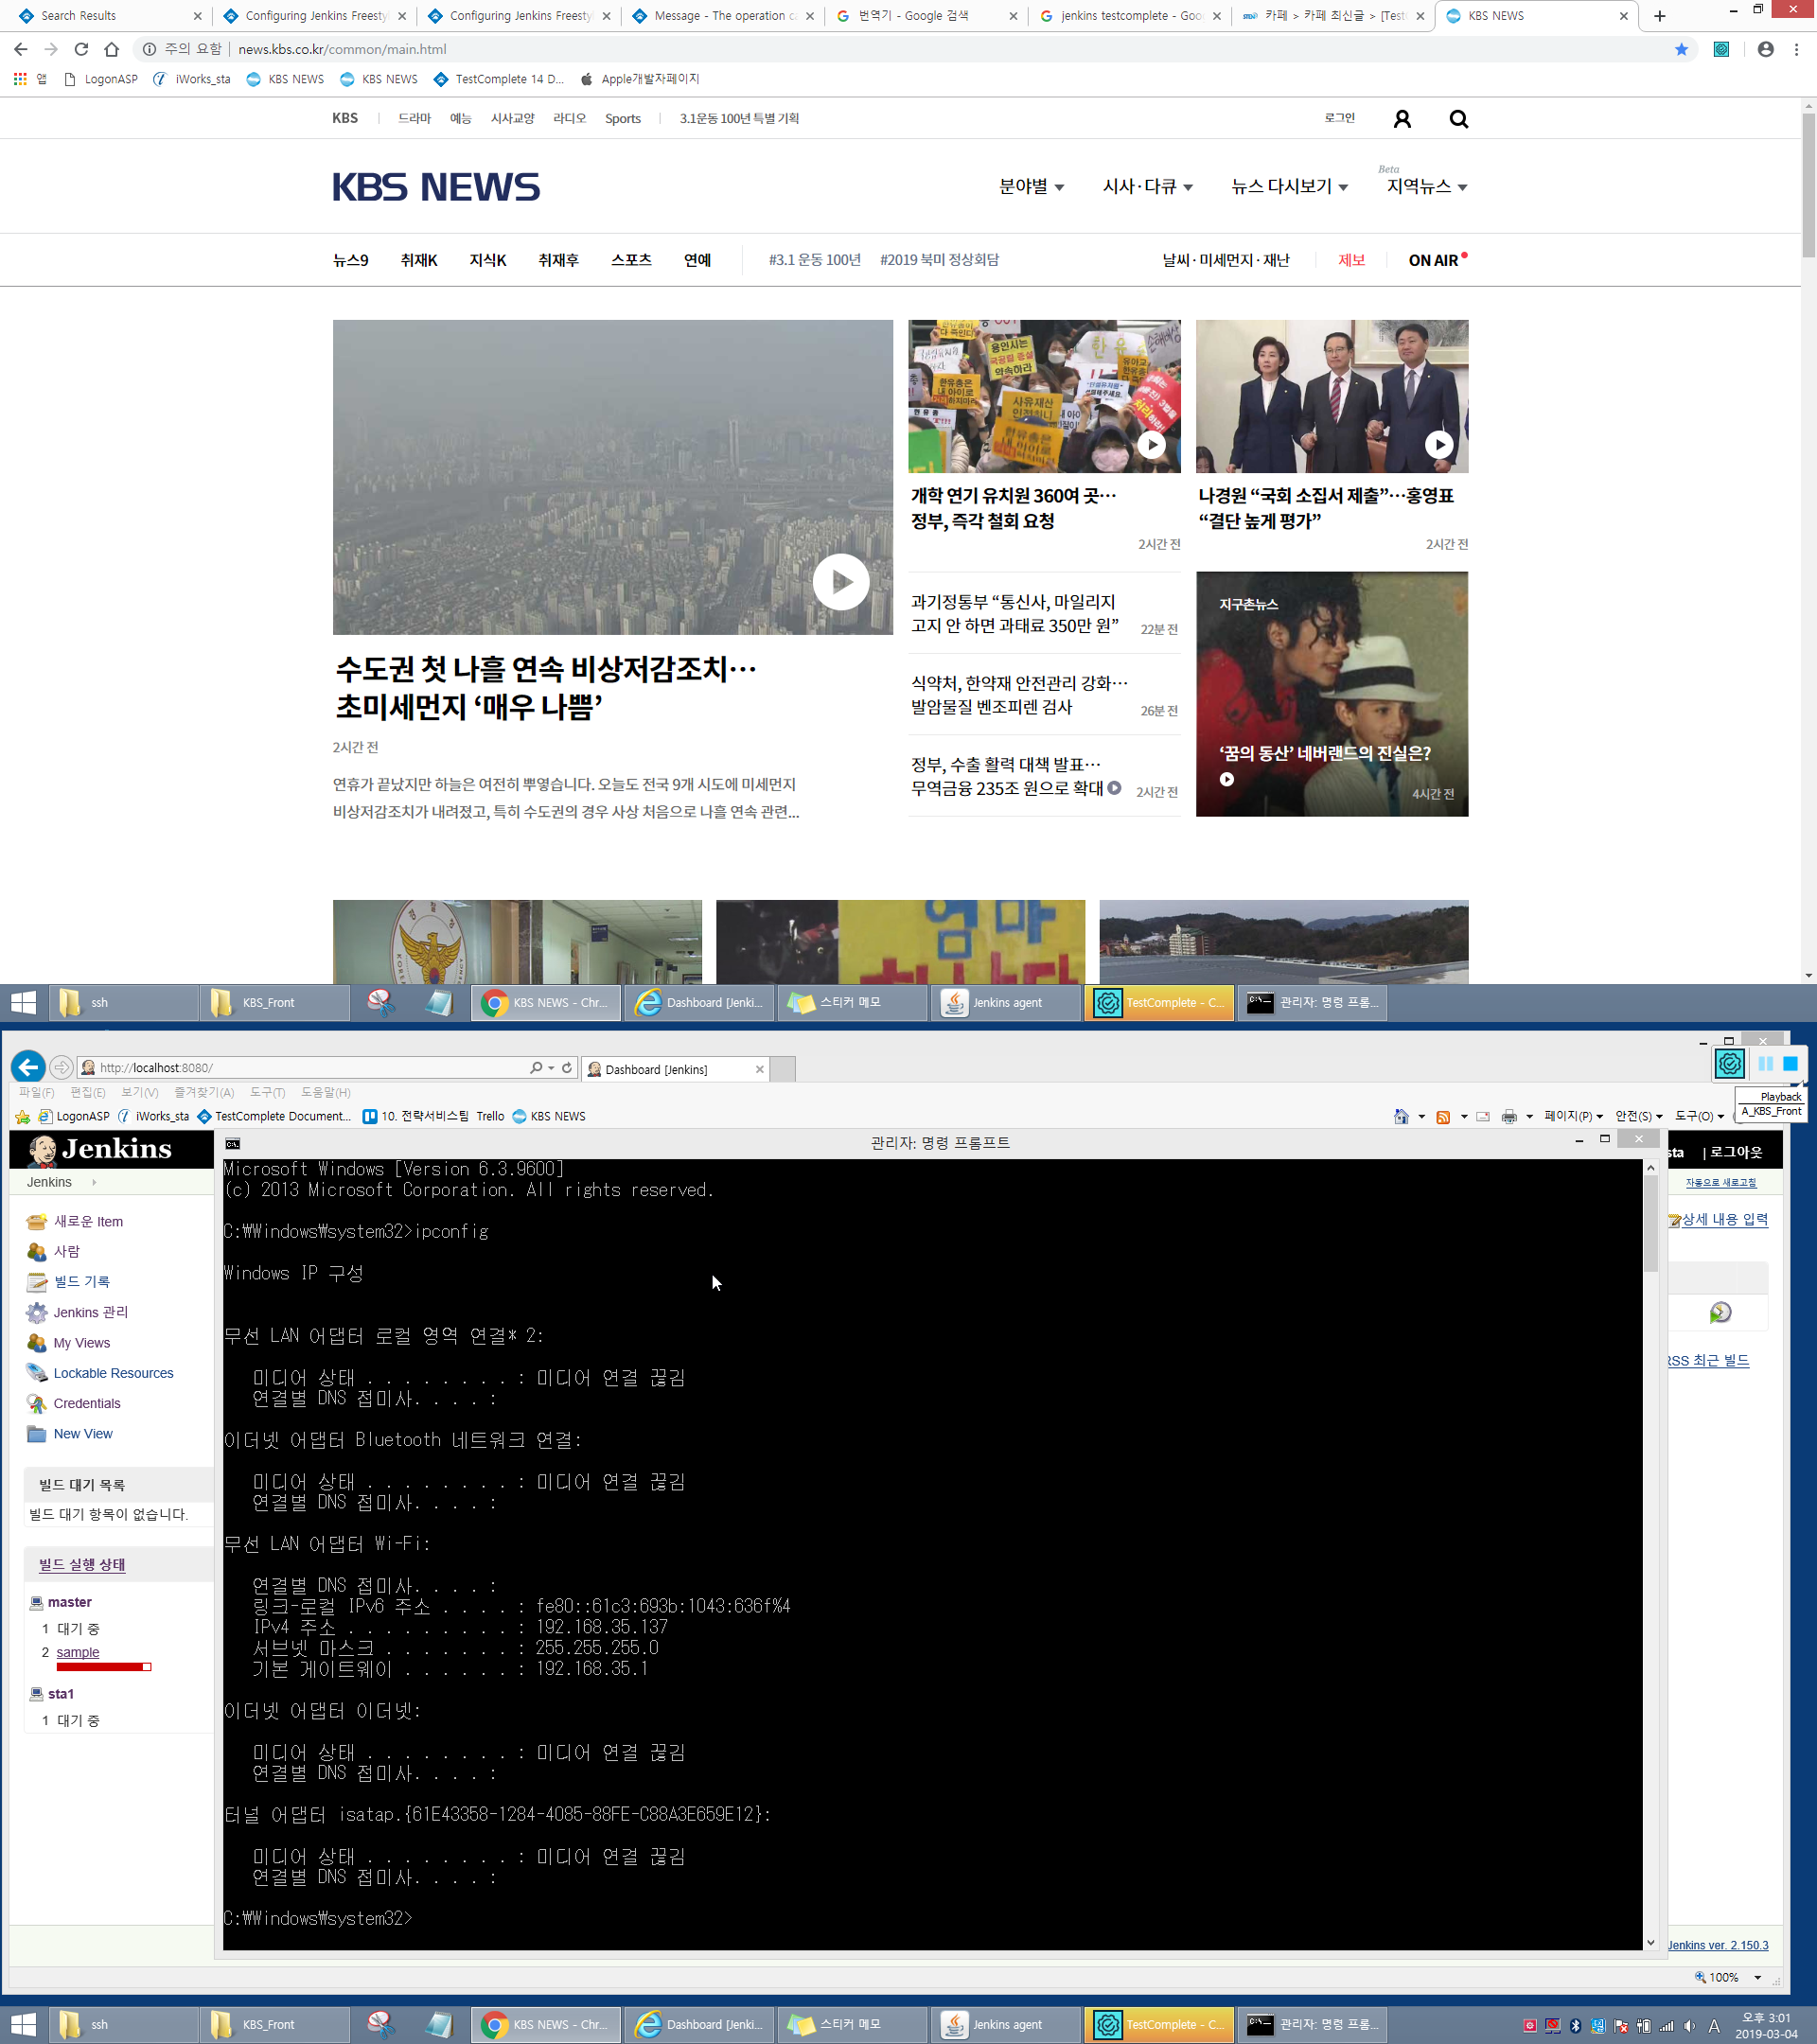 Search Results
Configuring Jenkins Freesty
Configuring Jenkins Freesty
Message - The operation c
번역기 - Google 검색
jenkins testcomplete - Goo
카페 > 카페 최신글 > [Test
KBS NEWS
주의 요함 | news.kbs.co.kr/common/main.html
앱
LogonASP
iWorks_sta
KBS NEWS
KBS NEWS
TestComplete 14 D...
Apple개발자페이지
KBS
드라마
예능
시사교양
라디오
Sports
3.1운동 100년 특별 기획
로그인
KBS NEWS
분야별
시사·다큐
뉴스 다시보기
Beta
지역뉴스
뉴스9
취재K
지식K
취재후
스포츠
연예
#3.1 운동 100년
#2019 북미 정상회담
날씨·미세먼지·재난
제보
ON AIR
수도권 첫 나흘 연속 비상저감조치…
초미세먼지 ‘매우 나쁨’
2시간 전
연휴가 끝났지만 하늘은 여전히 뿌옇습니다. 오늘도 전국 9개 시도에 미세먼지
비상저감조치가 내려졌고, 특히 수도권의 경우 사상 처음으로 나흘 연속 관련...
용인시는
국공립 증설
약속하라
한유총은
사유재산
한유총은
개학 연기 유치원 360여 곳…
정부, 즉각 철회 요청
2시간 전
나경원 “국회 소집서 제출”…홍영표
“결단 높게 평가”
2시간 전
과기정통부 “통신사, 마일리지
고지 안 하면 과태료 350만 원”
22분 전
식약처, 한약재 안전관리 강화…
발암물질 벤조피렌 검사
26분 전
정부, 수출 활력 대책 발표…
무역금융 235조 원으로 확대
2시간 전
지구촌뉴스
‘꿈의 동산’ 네버랜드의 진실은?
4시간 전
엄마
ssh
KBS_Front
KBS NEWS - Chr...
Dashboard [Jenki...
스티커 메모
Jenkins agent
TestComplete - C...
관리자: 명령 프롬...
http://localhost:8080/
Dashboard [Jenkins]
파일(F)
편집(E)
보기(V)
즐겨찾기(A)
도구(T)
도움말(H)
LogonASP
iWorks_sta
TestComplete Document...
10. 전략서비스팀
Trello
KBS NEWS
페이지(P)
안전(S)
도구(O)
Playback
A_KBS_Front
Jenkins
sta
| 로그아웃
Jenkins
자동으로 새로고침
새로운 Item
사람
빌드 기록
Jenkins 관리
My Views
Lockable Resources
Credentials
New View
빌드 대기 목록
빌드 대기 항목이 없습니다.
빌드 실행 상태
master
1 대기 중
2 sample
sta1
1 대기 중
상세 내용 입력
RSS 최근 빌드
관리자: 명령 프롬프트
Microsoft Windows [Version 6.3.9600]
(c) 2013 Microsoft Corporation. All rights reserved.
C:₩Windows₩system32>ipconfig
Windows IP 구성
무선 LAN 어댑터 로컬 영역 연결* 2:
미디어 상태 . . . . . . . . : 미디어 연결 끊김
연결별 DNS 접미사. . . . :
이더넷 어댑터 Bluetooth 네트워크 연결:
미디어 상태 . . . . . . . . : 미디어 연결 끊김
연결별 DNS 접미사. . . . :
무선 LAN 어댑터 Wi-Fi:
연결별 DNS 접미사. . . . :
링크-로컬 IPv6 주소 . . . . : fe80::61c3:693b:1043:636f%4
IPv4 주소 . . . . . . . . . : 192.168.35.137
서브넷 마스크 . . . . . . . : 255.255.255.0
기본 게이트웨이 . . . . . . : 192.168.35.1
이더넷 어댑터 이더넷:
미디어 상태 . . . . . . . . : 미디어 연결 끊김
연결별 DNS 접미사. . . . :
터널 어댑터 isatap.{61E43358-1284-4085-88FE-C88A3E659E12}:
미디어 상태 . . . . . . . . : 미디어 연결 끊김
연결별 DNS 접미사. . . . :
C:₩Windows₩system32>
Jenkins ver. 2.150.3
100%
ssh
KBS_Front
KBS NEWS - Chr...
Dashboard [Jenki...
스티커 메모
Jenkins agent
TestComplete - C...
관리자: 명령 프롬...
A
오후 3:01
2019-03-04